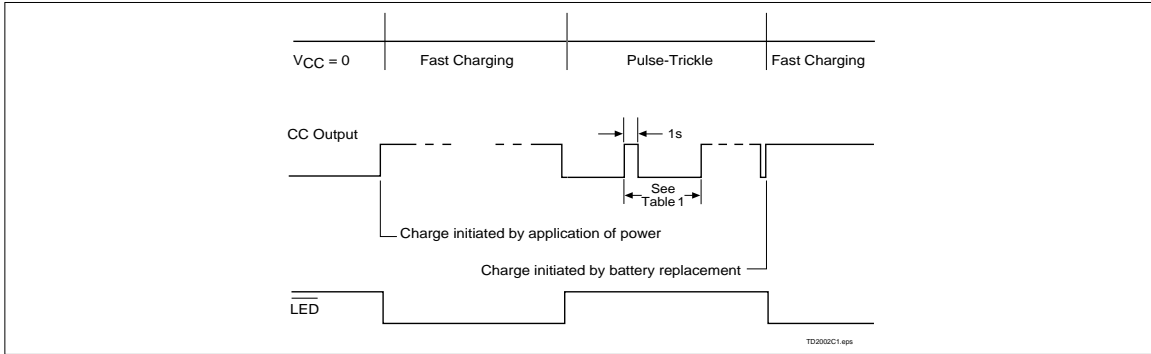 VCC = 0
Fast Charging
Pulse-Trickle
Fast Charging
CC Output
1s
See
Table 1
Charge initiated by application of power
Charge initiated by battery replacement
LED
TD2002C1.eps